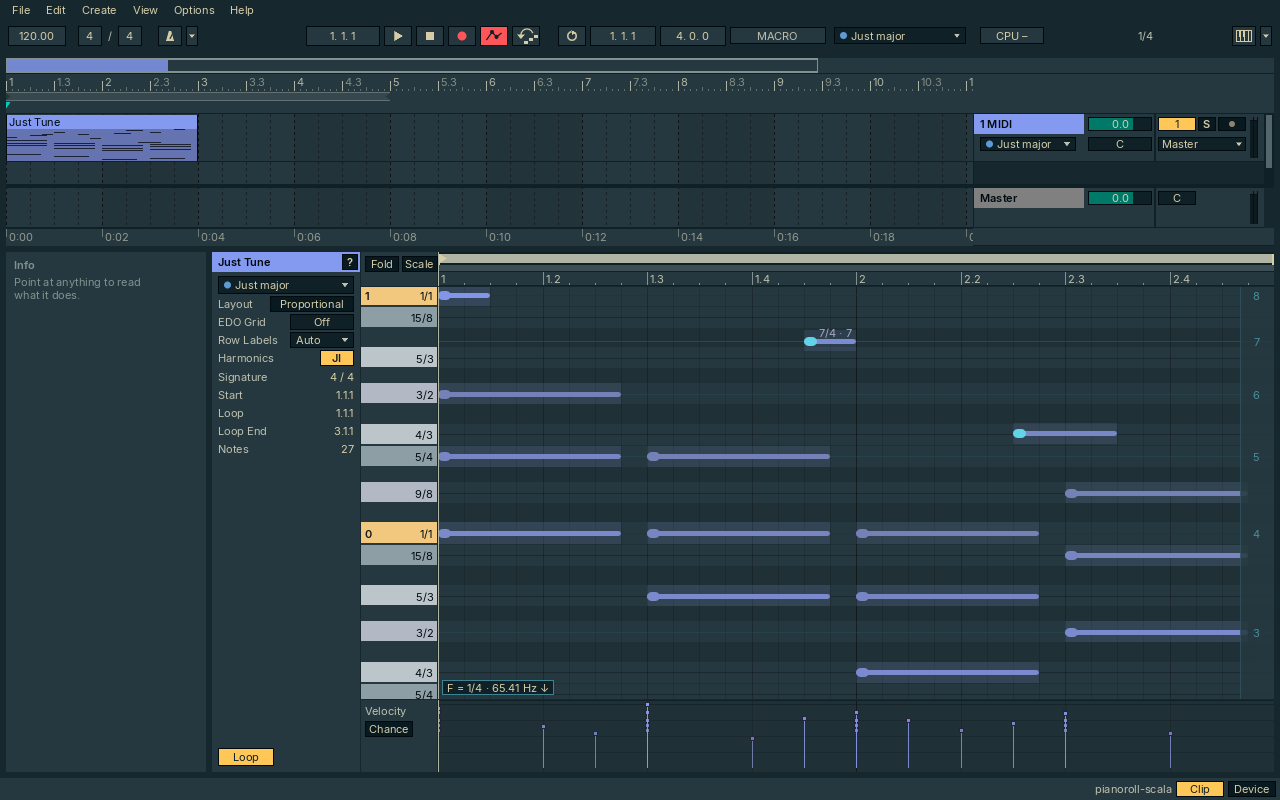 File Edit Create View Options Help
120.00 4 / 4 1. 1. 1 1. 1. 1 4. 0. 0 MACRO Just major CPU – 1/4
1 1.3 2 2.3 3 3.3 4 4.3 5 5.3 6 6.3 7 7.3 8 8.3 9 9.3 10 10.3
Just Tune
1 MIDI 0.0 1 S
Just major C Master
Master 0.0 C
0:00 0:02 0:04 0:06 0:08 0:10 0:12 0:14 0:16 0:18
Info
Point at anything to read
what it does.
Just Tune ?
Just major
Layout Proportional
EDO Grid Off
Row Labels Auto
Harmonics JI
Signature 4 / 4
Start 1.1.1
Loop 1.1.1
Loop End 3.1.1
Notes 27
Loop
Fold Scale
1 1.2 1.3 1.4 2 2.2 2.3 2.4
1 1/1 8
15/8
7/4 · 7
7
5/3
3/2 6
4/3
5/4 5
9/8
0 1/1 4
15/8
5/3
3/2 3
4/3
5/4
F = 1/4 · 65.41 Hz ↓
Velocity
Chance
pianoroll-scala Clip Device